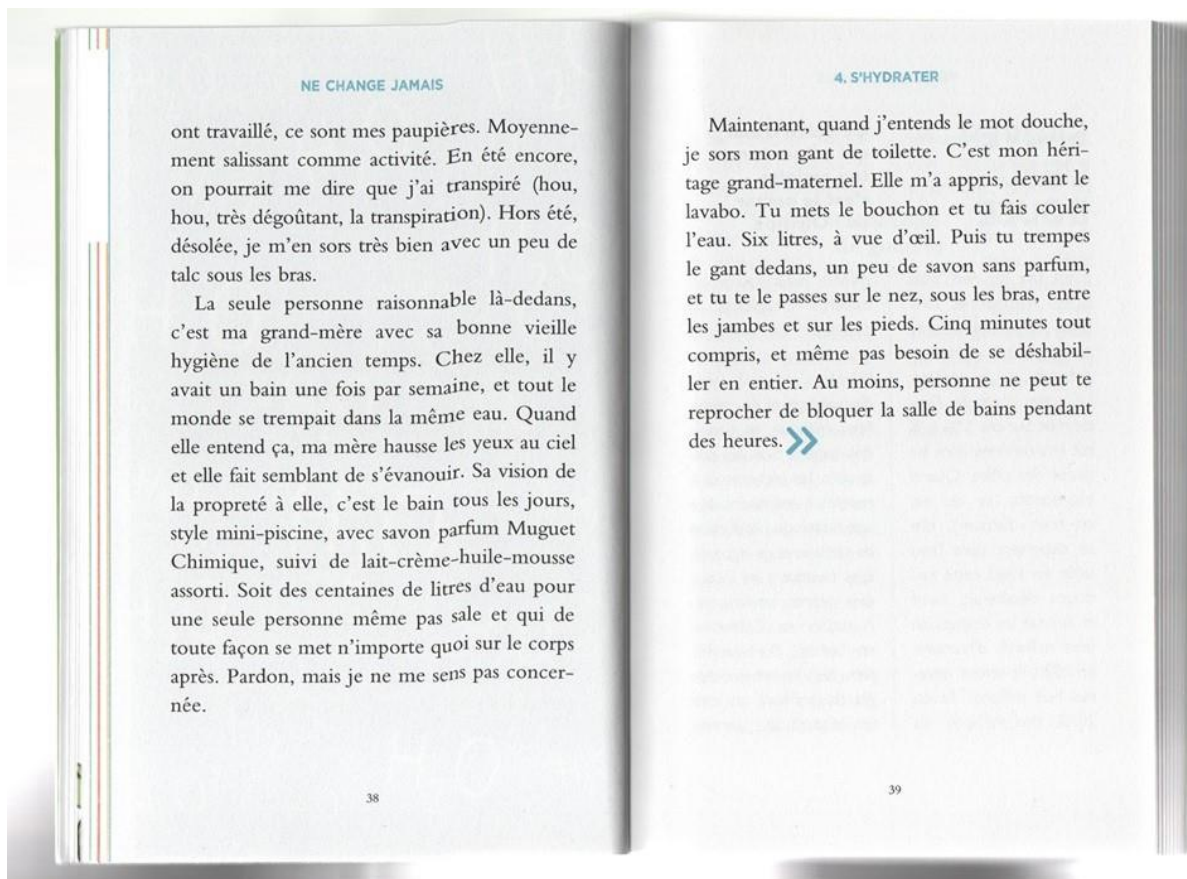 NE CHANGE JAMAIS
ont travaillé, ce sont mes paupières. Moyenne-
ment salissant comme activité. En été encore,
on pourrait me dire que j'ai transpiré (hou,
hou, très dégoûtant, la transpiration). Hors été,
désolée, je m'en sors très bien avec un peu de
talc sous les bras.
La seule personne raisonnable là-dedans,
c'est ma grand-mère avec sa bonne vieille
hygiène de l'ancien temps. Chez elle, il y
avait un bain une fois par semaine, et tout le
monde se trempait dans la même eau. Quand
elle entend ça, ma mère hausse les yeux au ciel
et elle fait semblant de s'évanouir. Sa vision de
la propreté à elle, c'est le bain tous les jours,
style mini-piscine, avec savon parfum Muguet
Chimique, suivi de lait-crème-huile-mousse
assorti. Soit des centaines de litres d'eau pour
une seule personne même pas sale et qui de
toute façon se met n'importe quoi sur le corps
après. Pardon, mais je ne me sens pas concer-
née.
38
4. S'HYDRATER
Maintenant, quand j'entends le mot douche,
je sors mon gant de toilette. C'est mon héri-
tage grand-maternel. Elle m'a appris, devant le
lavabo. Tu mets le bouchon et tu fais couler
l'eau. Six litres, à vue d'œil. Puis tu trempes
le gant dedans, un peu de savon sans parfum,
et tu te le passes sur le nez, sous les bras, entre
les jambes et sur les pieds. Cinq minutes tout
compris, et même pas besoin de se déshabil-
ler en entier. Au moins, personne ne peut te
reprocher de bloquer la salle de bains pendant
des heures.
39